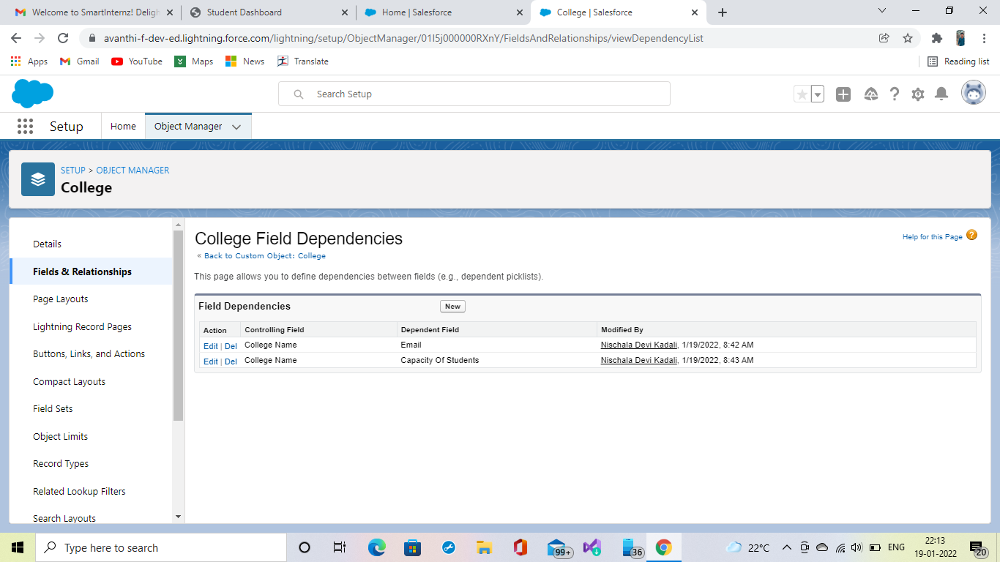 Welcome to SmartInternz! Deligh
Student Dashboard
Home | Salesforce
College | Salesforce
avanthi-f-dev-ed.lightning.force.com/lightning/setup/ObjectManager/01I5j000000RXnY/FieldsAndRelationships/viewDependencyList
Apps
Gmail
YouTube
Maps
News
Translate
Reading list
Search Setup
Setup
Home
Object Manager
SETUP > OBJECT MANAGER
College
Details
Fields & Relationships
Page Layouts
Lightning Record Pages
Buttons, Links, and Actions
Compact Layouts
Field Sets
Object Limits
Record Types
Related Lookup Filters
Search Layouts
College Field Dependencies
Help for this Page
« Back to Custom Object: College
This page allows you to define dependencies between fields (e.g., dependent picklists).
Field Dependencies New
Action Controlling Field Dependent Field Modified By
Edit | Del College Name Email Nischala Devi Kadali, 1/19/2022, 8:42 AM
Edit | Del College Name Capacity Of Students Nischala Devi Kadali, 1/19/2022, 8:43 AM
Type here to search
99+
36
22°C
ENG
22:13
19-01-2022
20